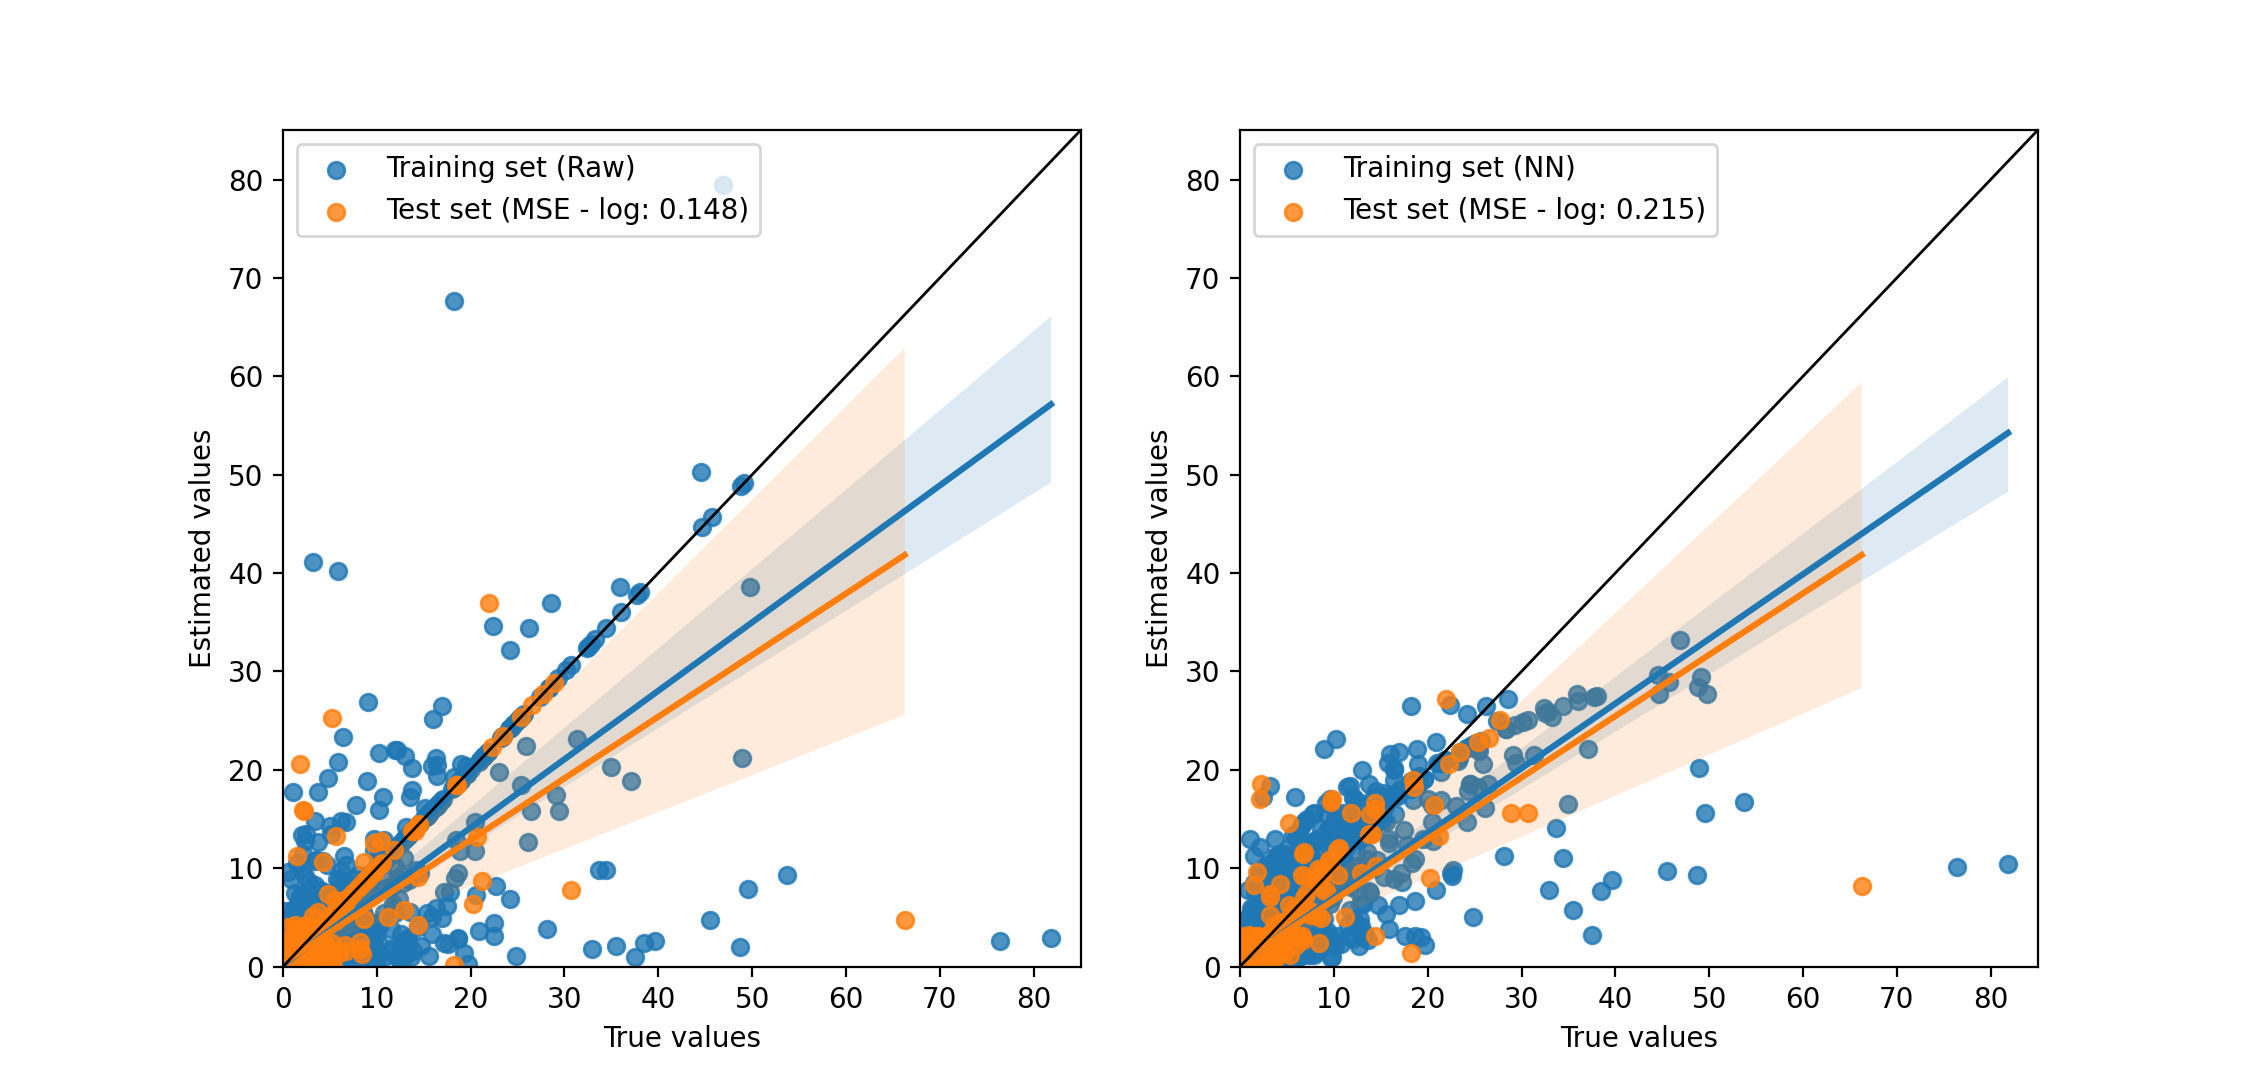 Training set (Raw)
Test set (MSE - log: 0.148)
80
70
60
50
40
30
20
10
0
Estimated values
0 10 20 30 40 50 60 70 80
True values
Training set (NN)
Test set (MSE - log: 0.215)
80
70
60
50
40
30
20
10
0
Estimated values
0 10 20 30 40 50 60 70 80
True values